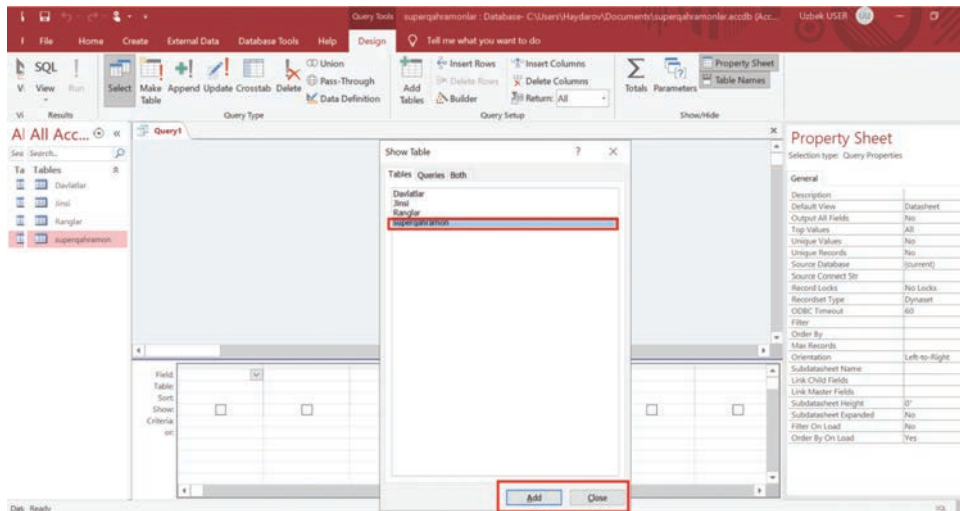 Query Tools superqahramonlar : Database- C:\Users\Haydarov\Documents\superqahramonlar.accdb (Acc... Uzbek USER UU
File Home Create External Data Database Tools Help Design Tell me what you want to do
SQL
View
Run
Results
Select
Make Table
Append
Update
Crosstab
Delete
Union
Pass-Through
Data Definition
Query Type
Add Tables
Insert Rows
Delete Rows
Builder
Insert Columns
Delete Columns
Return: All
Query Setup
Totals
Parameters
Property Sheet
Table Names
Show/Hide
All Acc...
Search...
Tables
Davlatlar
Jinsi
Ranglar
superqahramon
Query1
Field:
Table:
Sort:
Show:
Criteria:
or:
Show Table ? ×
Tables Queries Both
Davlatlar
Jinsi
Ranglar
superqahramon
Add Close
Property Sheet
Selection type: Query Properties
General
Description
Default View Datasheet
Output All Fields No
Top Values All
Unique Values No
Unique Records No
Source Database (current)
Source Connect Str
Record Locks No Locks
Recordset Type Dynaset
ODBC Timeout 60
Filter
Order By
Max Records
Orientation Left-to-Right
Subdatasheet Name
Link Child Fields
Link Master Fields
Subdatasheet Height 0"
Subdatasheet Expanded No
Filter On Load No
Order By On Load Yes
Ready
SQL